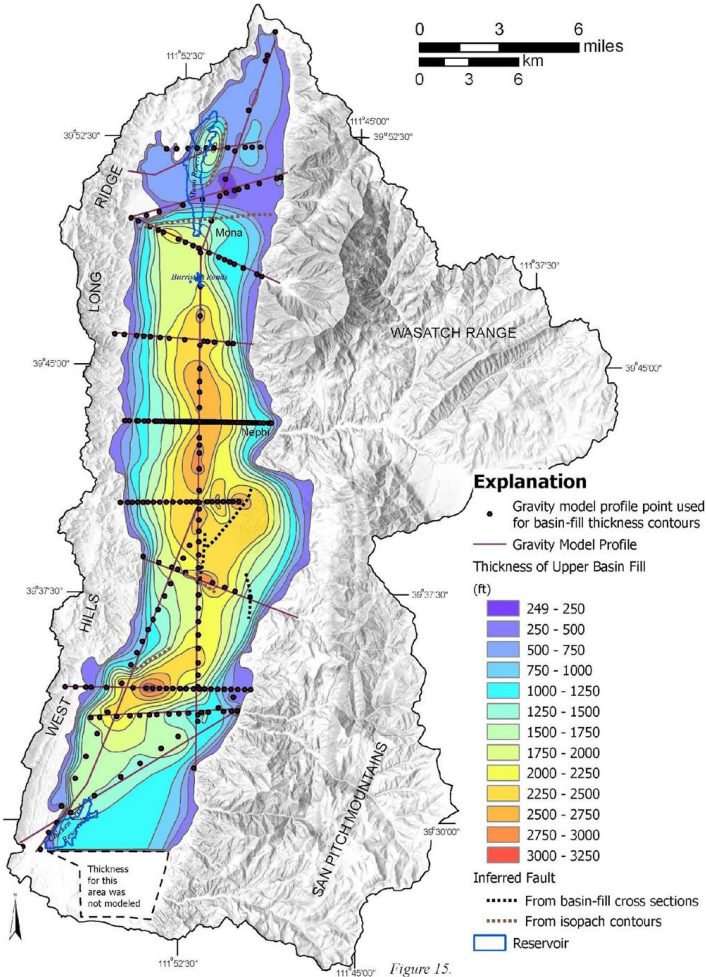 0 3 6 miles
0 3 6 km
111°52'30"
111°45'00"
39°52'30"
39°52'30"
RIDGE
Mona Reservoir
Mona
Burriston Ponds
111°37'30"
LONG
WASATCH RANGE
39°45'00"
39°45'00"
Nephi
39°37'30"
39°37'30"
HILLS
WEST
SAN PITCH MOUNTAINS
Reservoir
39°30'00"
Thickness
for this
area was
not modeled
111°52'30"
111°45'00"
Figure 15.
Explanation
Gravity model profile point used
for basin-fill thickness contours
Gravity Model Profile
Thickness of Upper Basin Fill
(ft)
249 - 250
250 - 500
500 - 750
750 - 1000
1000 - 1250
1250 - 1500
1500 - 1750
1750 - 2000
2000 - 2250
2250 - 2500
2500 - 2750
2750 - 3000
3000 - 3250
Inferred Fault
From basin-fill cross sections
From isopach contours
Reservoir
N